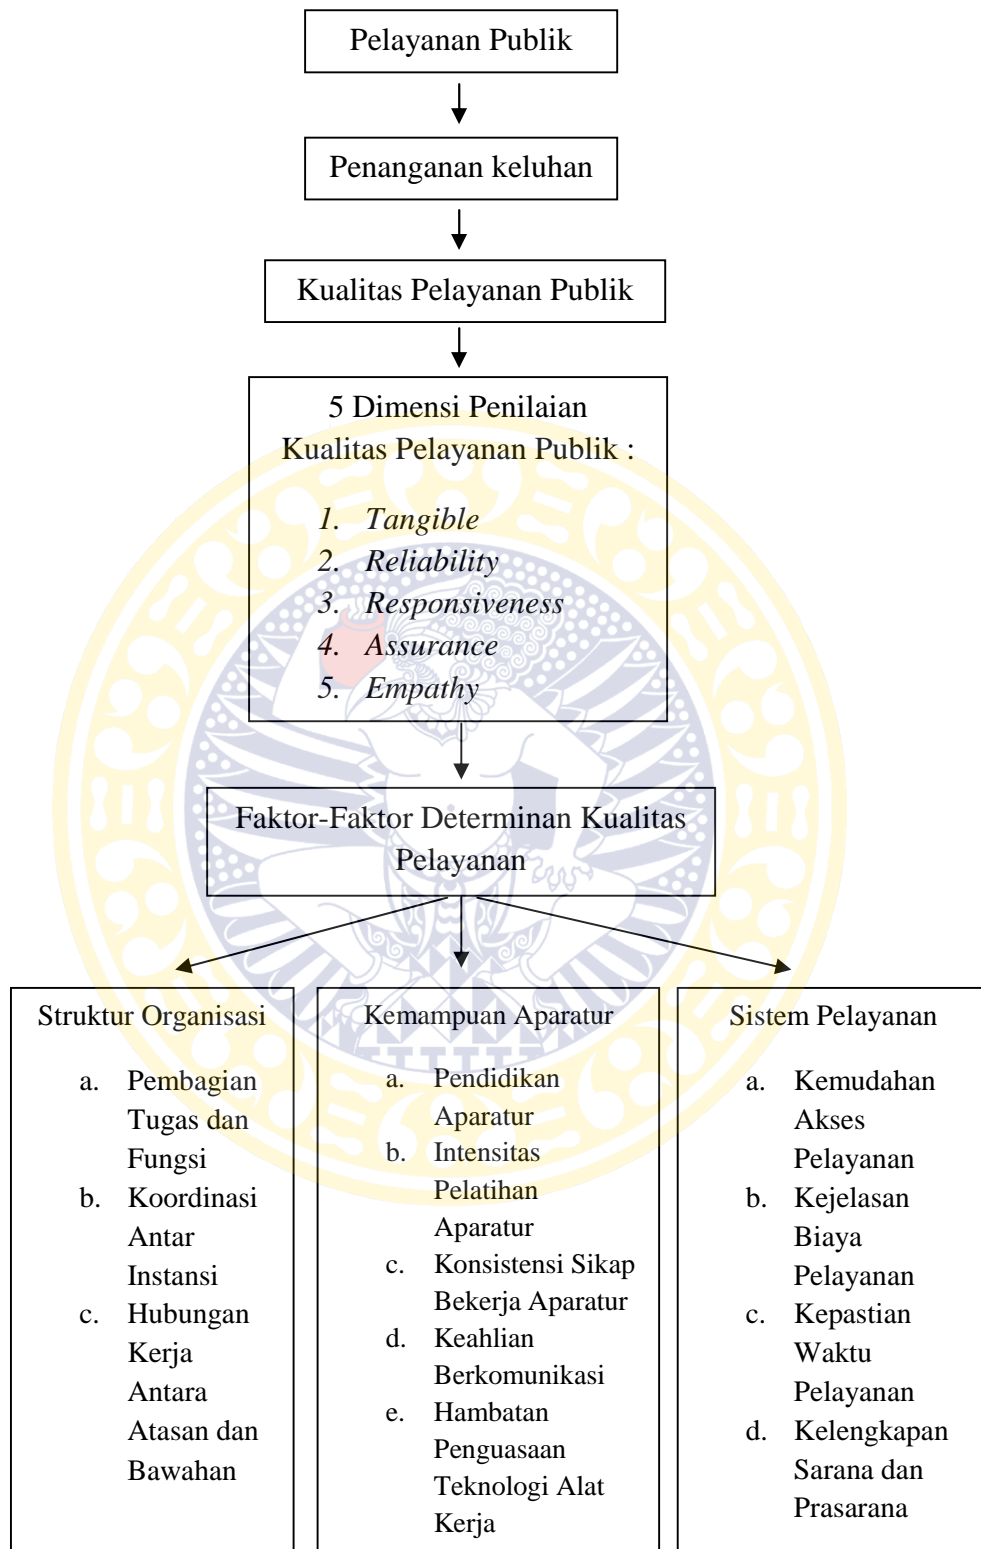 Pelayanan Publik
Penanganan keluhan
Kualitas Pelayanan Publik
5 Dimensi Penilaian
Kualitas Pelayanan Publik :
1. Tangible
2. Reliability
3. Responsiveness
4. Assurance
5. Empathy
Faktor-Faktor Determinan Kualitas
Pelayanan
Struktur Organisasi
a. Pembagian
Tugas dan
Fungsi
b. Koordinasi
Antar
Instansi
c. Hubungan
Kerja
Antara
Atasan dan
Bawahan
Kemampuan Aparatur
a. Pendidikan
Aparatur
b. Intensitas
Pelatihan
Aparatur
c. Konsistensi Sikap
Bekerja Aparatur
d. Keahlian
Berkomunikasi
e. Hambatan
Penguasaan
Teknologi Alat
Kerja
Sistem Pelayanan
a. Kemudahan
Akses
Pelayanan
b. Kejelasan
Biaya
Pelayanan
c. Kepastian
Waktu
Pelayanan
d. Kelengkapan
Sarana dan
Prasarana